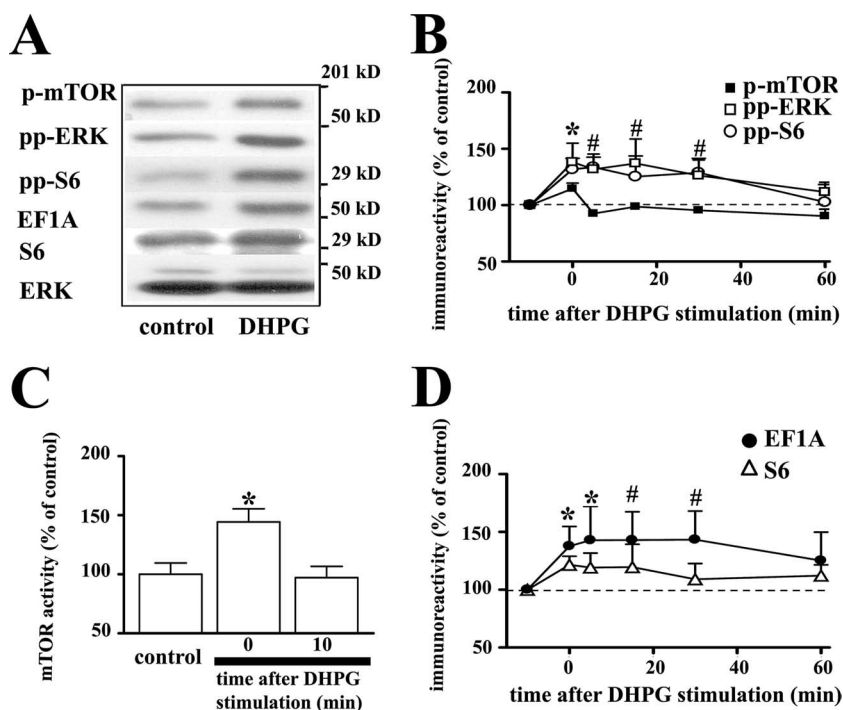 A
201 kD
p-mTOR
50 kD
pp-ERK
pp-S6
29 kD
EF1A
50 kD
S6
29 kD
50 kD
ERK
control DHPG
B
immunoreactivity (% of control)
200
150
100
50
p-mTOR
pp-ERK
pp-S6
* # # #
0 20 40 60
time after DHPG stimulation (min)
C
mTOR activity (% of control)
200
150
100
50
*
control 0 10
time after DHPG
stimulation (min)
D
immunoreactivity (% of control)
200
150
100
50
EF1A
S6
* * # #
0 20 40 60
time after DHPG stimulation (min)